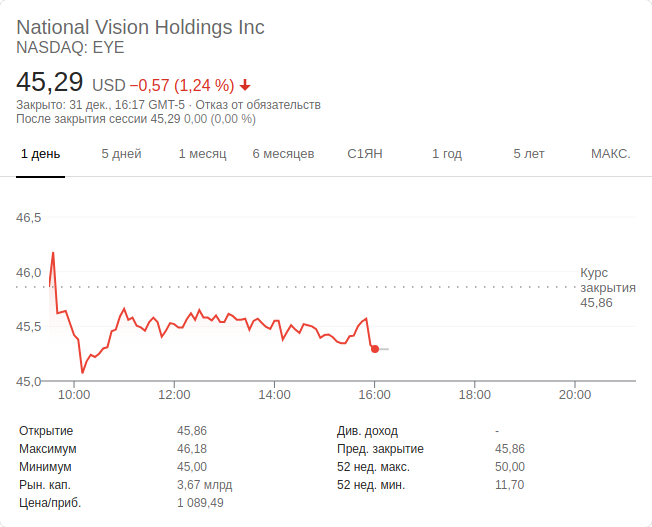 National Vision Holdings Inc
NASDAQ: EYE
45,29 USD −0,57 (1,24 %)
Закрыто: 31 дек., 16:17 GMT-5 · Отказ от обязательств
После закрытия сессии 45,29 0,00 (0,00 %)
1 день 5 дней 1 месяц 6 месяцев С1ЯН 1 год 5 лет МАКС.
46,5
46,0
45,5
45,0
Курс
закрытия
45,86
10:00 12:00 14:00 16:00 18:00 20:00
Открытие 45,86 Див. доход -
Максимум 46,18 Пред. закрытие 45,86
Минимум 45,00 52 нед. макс. 50,00
Рын. кап. 3,67 млрд 52 нед. мин. 11,70
Цена/приб. 1 089,49